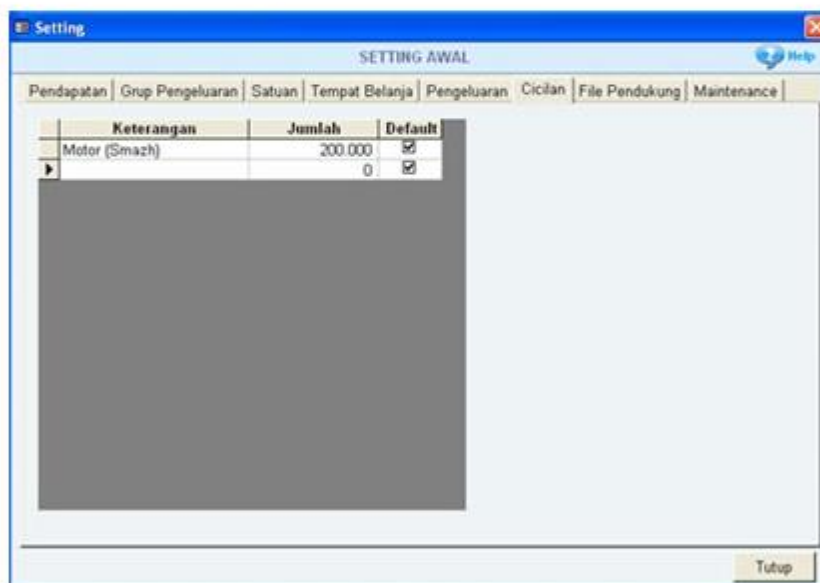 Setting
SETTING AWAL Help
Pendapatan Grup Pengeluaran Satuan Tempat Belanja Pengeluaran Cicilan File Pendukung Maintenance
Keterangan Jumlah Default
Motor (Smazh) 200.000
0
Tutup